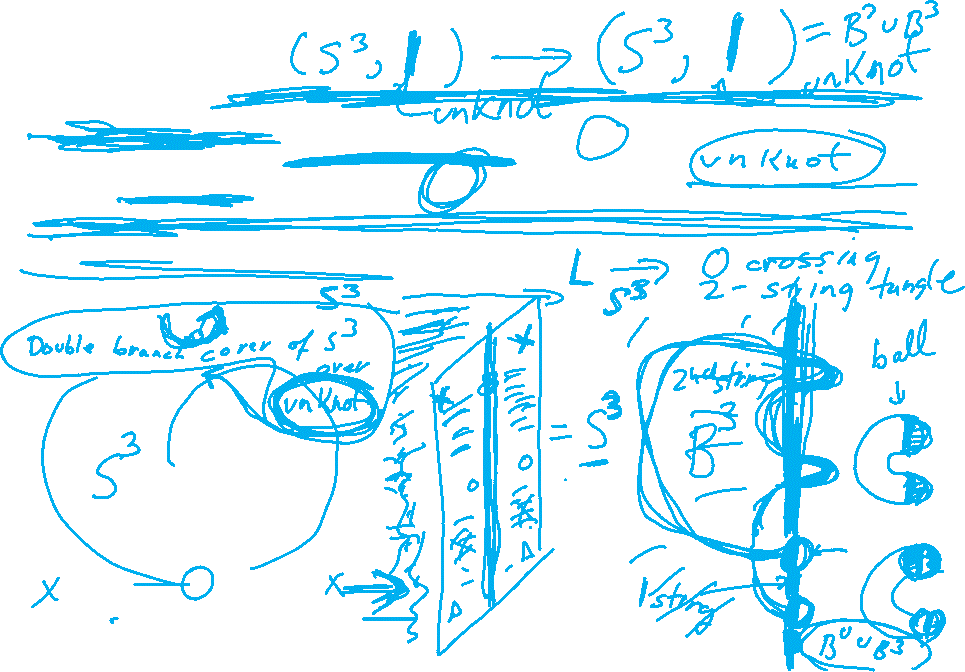 (S³, | ) → (S³, | ) = B³ ∪ B³
unknot
unknot
unknot
L → 0 crossing
S³ 2-string tangle
S³
Double branch cover of S³
over
unknot
ball
2nd string
S³
= S³
B³
x
x
x
x
1 string
B³ ∪ B³